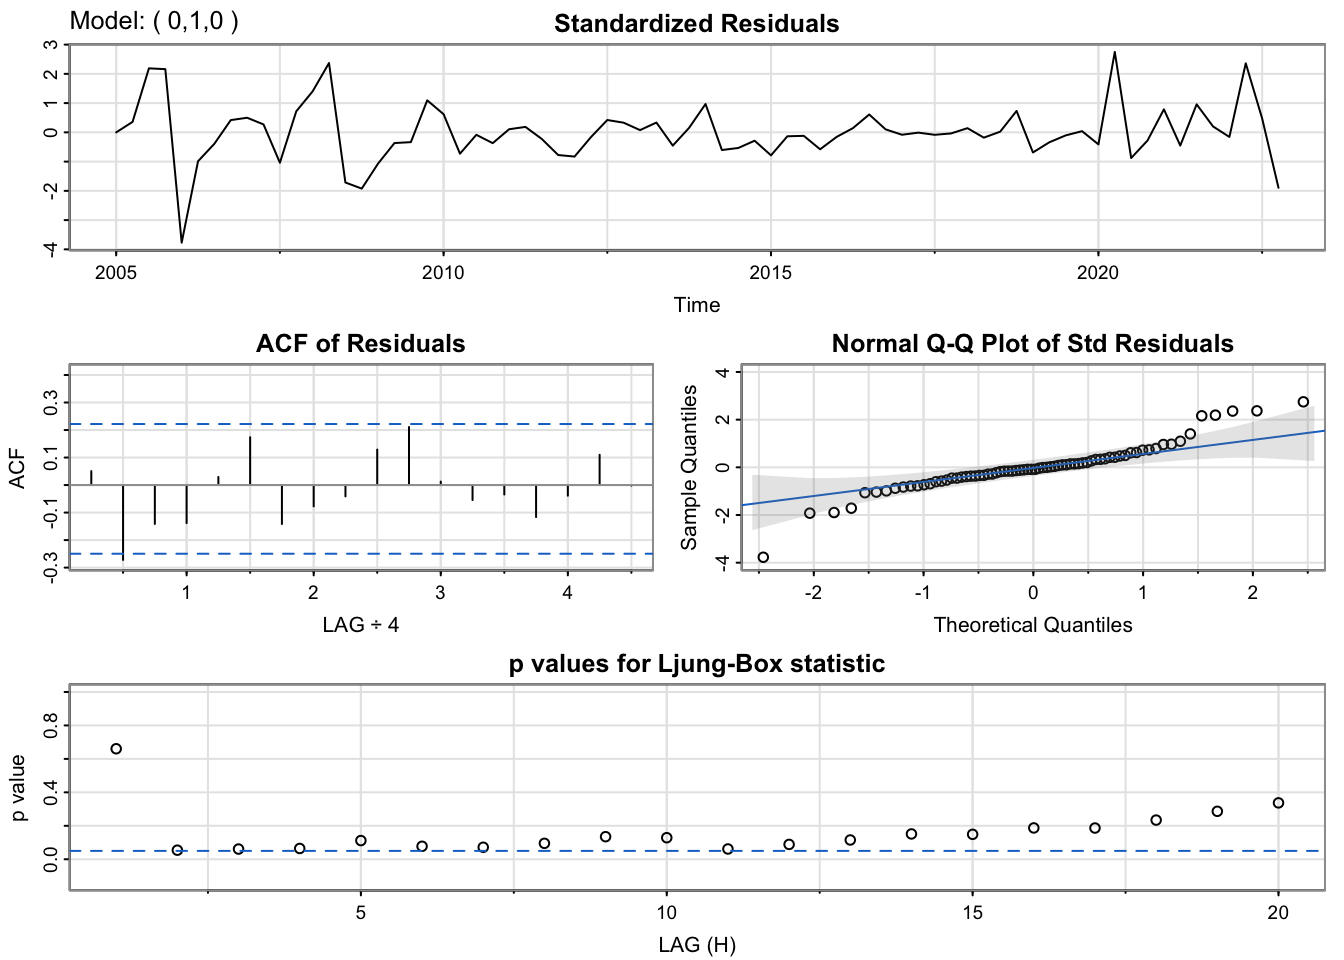 Model: ( 0,1,0 )
Standardized Residuals
3
2
1
0
-2
-4
2005 2010 2015 2020
Time
ACF of Residuals
ACF
0.3
0.1
-0.1
-0.3
1 2 3 4
LAG ÷ 4
Normal Q-Q Plot of Std Residuals
Sample Quantiles
4
2
0
-2
-4
-2 -1 0 1 2
Theoretical Quantiles
p values for Ljung-Box statistic
p value
0.8
0.4
0.0
5 10 15 20
LAG (H)